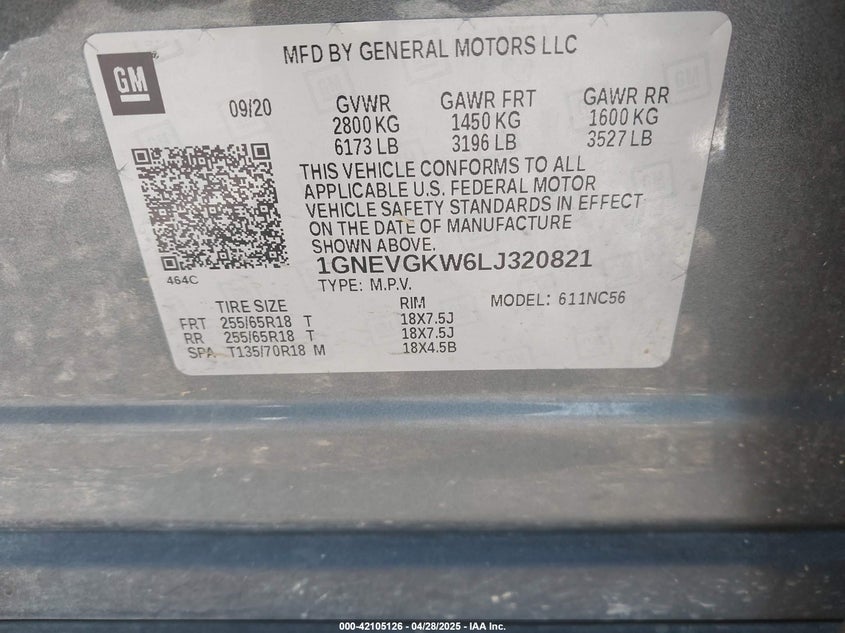 GM
MFD BY GENERAL MOTORS LLC
09/20
GVWR GAWR FRT GAWR RR
2800 KG 1450 KG 1600 KG
6173 LB 3196 LB 3527 LB
THIS VEHICLE CONFORMS TO ALL
APPLICABLE U.S. FEDERAL MOTOR
VEHICLE SAFETY STANDARDS IN EFFECT
ON THE DATE OF MANUFACTURE
SHOWN ABOVE.
464C
1GNEVGKW6LJ320821
TYPE: M.P.V.
TIRE SIZE RIM MODEL: 611NC56
FRT 255/65R18 T 18X7.5J
RR 255/65R18 T 18X7.5J
SPA T135/70R18 M 18X4.5B
000-42105126 - 04/28/2025 - IAA Inc.